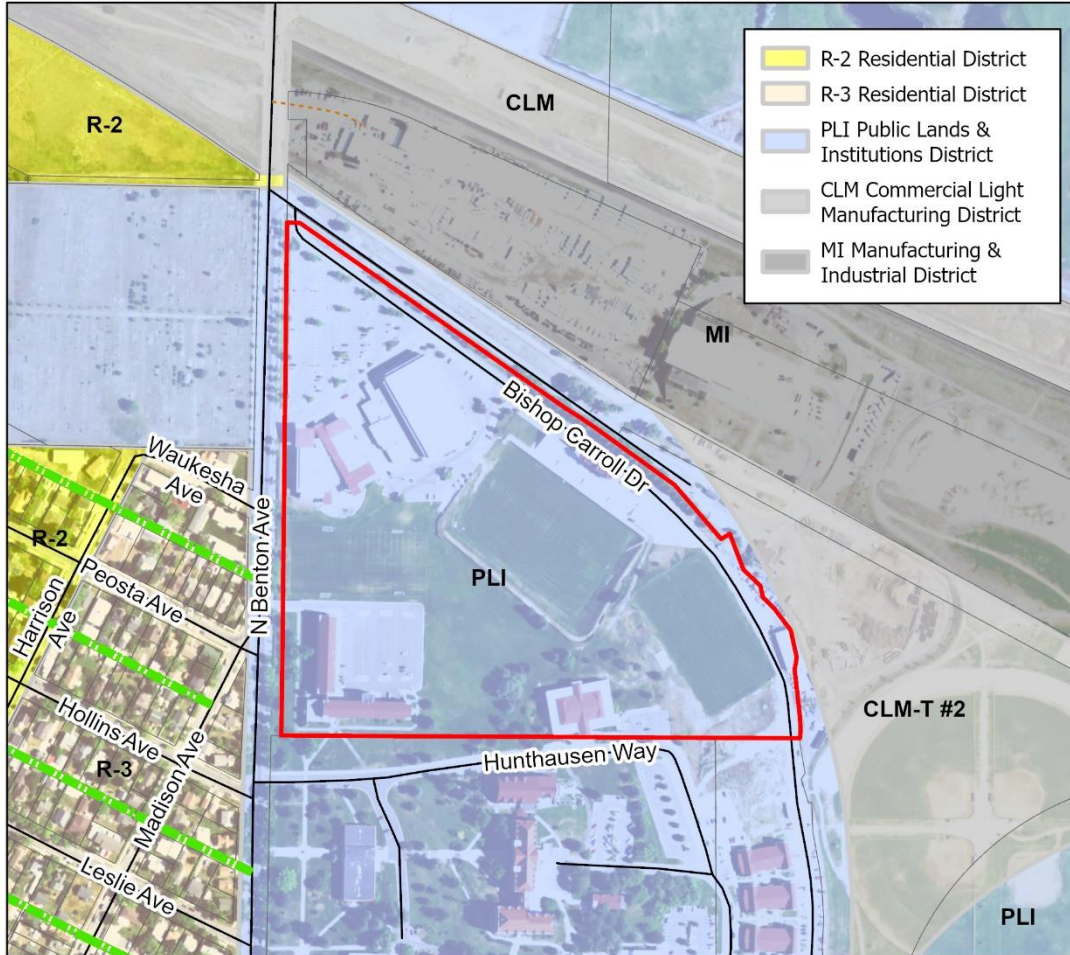 R-2 Residential District
R-3 Residential District
PLI Public Lands &
Institutions District
CLM Commercial Light
Manufacturing District
MI Manufacturing &
Industrial District
CLM
R-2
MI
Bishop Carroll Dr
Waukesha
Ave
N Benton Ave
R-2
PLI
Peosta Ave
Harrison
Ave
Hollins Ave
CLM-T #2
Hunthausen Way
R-3
Madison Ave
Leslie Ave
PLI